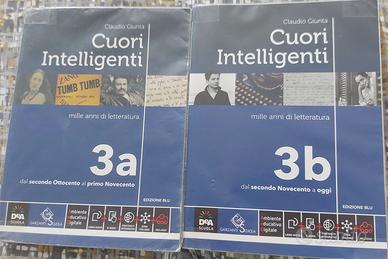 Claudio Giunta
Cuori
Intelligenti
ZANG
TUMB TUMB
mille anni di letteratura
3a
dal secondo Ottocento al primo Novecento
EDIZIONE BLU
DeA
SCUOLA
GARZANTI SCUOLA
Ambiente
Educativo
Digitale
Claudio Giunta
Cuori
Intelligenti
mille anni di letteratura
3b
dal secondo Novecento a oggi
EDIZIONE BLU
DeA
SCUOLA
GARZANTI SCUOLA
Ambiente
Educativo
Digitale